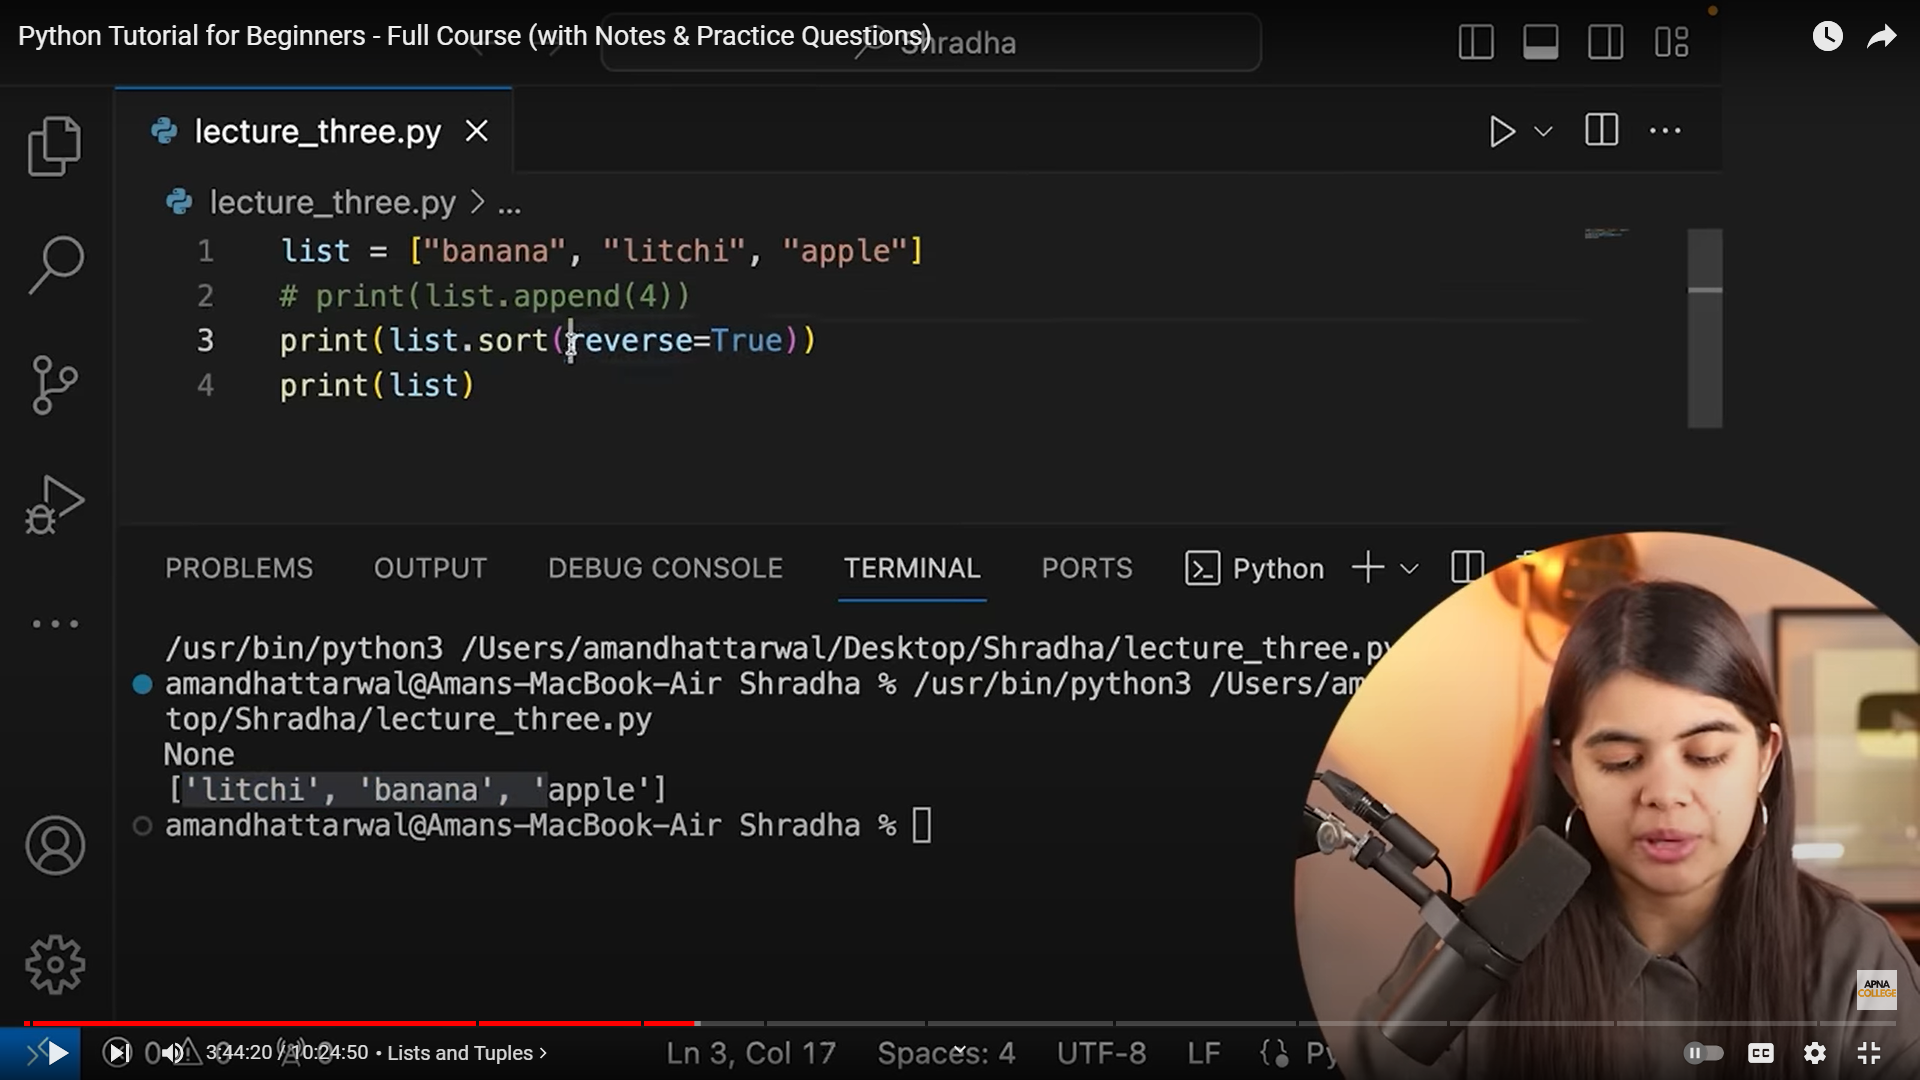 Python Tutorial for Beginners - Full Course (with Notes & Practice Questions)
Shradha
lecture_three.py
lecture_three.py > ...
1 list = ["banana", "litchi", "apple"]
2 # print(list.append(4))
3 print(list.sort(reverse=True))
4 print(list)
PROBLEMS OUTPUT DEBUG CONSOLE TERMINAL PORTS Python
/usr/bin/python3 /Users/amandhattarwal/Desktop/Shradha/lecture_three.py
amandhattarwal@Amans-MacBook-Air Shradha % /usr/bin/python3 /Users/am
top/Shradha/lecture_three.py
None
['litchi', 'banana', 'apple']
amandhattarwal@Amans-MacBook-Air Shradha %
APNA
COLLEGE
3:44:20 / 10:24:50 • Lists and Tuples >
Ln 3, Col 17 Spaces: 4 UTF-8 LF Py
CC